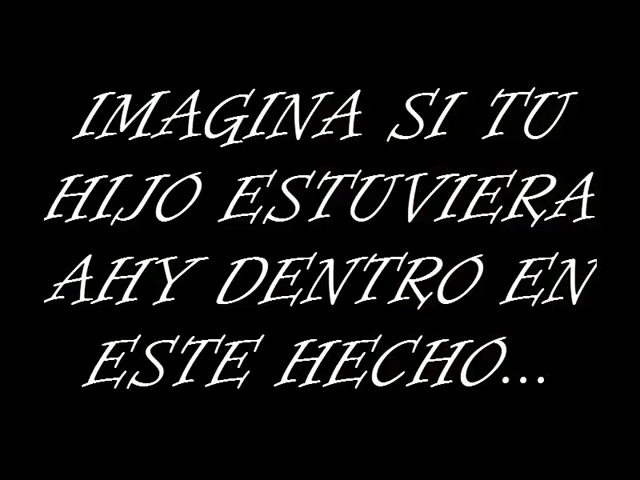 IMAGINA SI TU
HIJO ESTUVIERA
AHY DENTRO EN
ESTE HECHO...